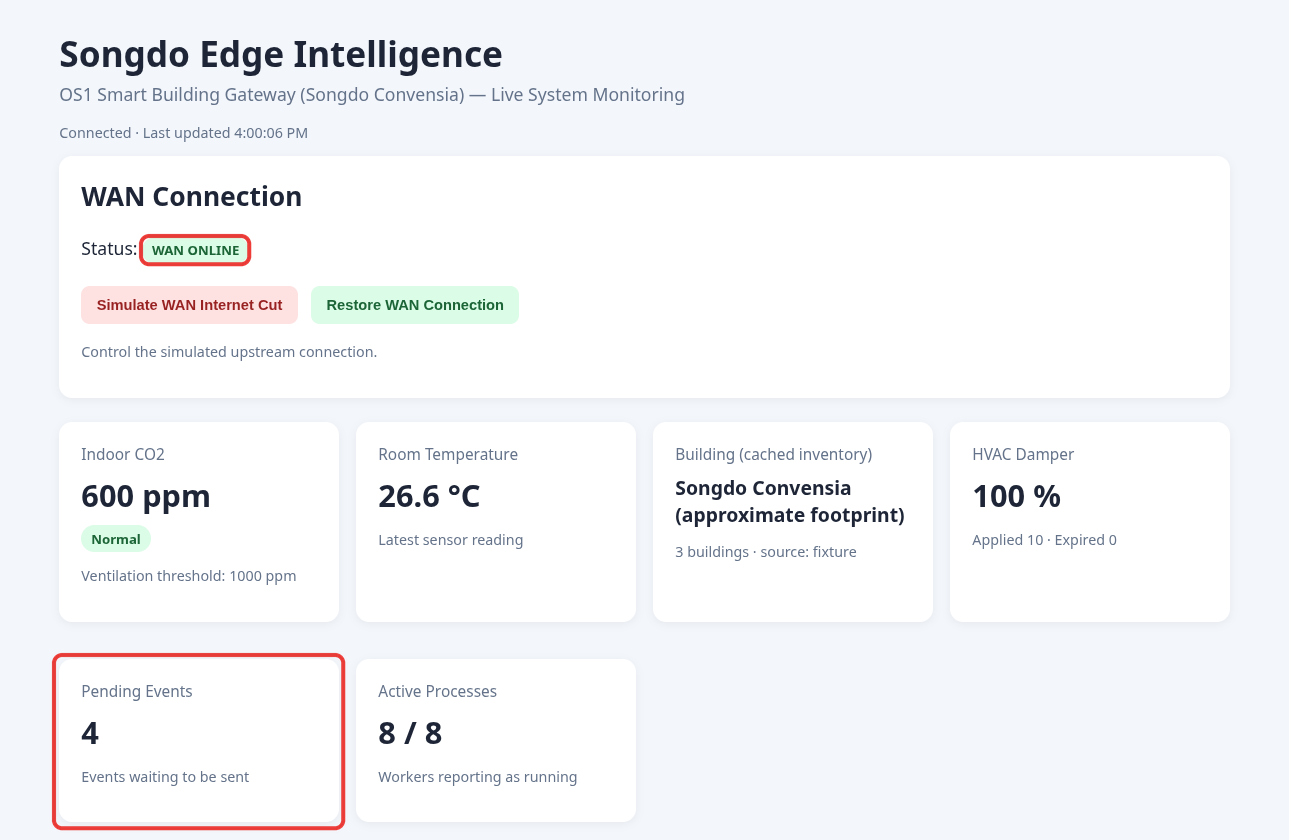 Songdo Edge Intelligence
OS1 Smart Building Gateway (Songdo Convensia) — Live System Monitoring
Connected · Last updated 4:00:06 PM
WAN Connection
Status: WAN ONLINE
Simulate WAN Internet Cut
Restore WAN Connection
Control the simulated upstream connection.
Indoor CO2
600 ppm
Normal
Ventilation threshold: 1000 ppm
Room Temperature
26.6 °C
Latest sensor reading
Building (cached inventory)
Songdo Convensia
(approximate footprint)
3 buildings · source: fixture
HVAC Damper
100 %
Applied 10 · Expired 0
Pending Events
4
Events waiting to be sent
Active Processes
8 / 8
Workers reporting as running